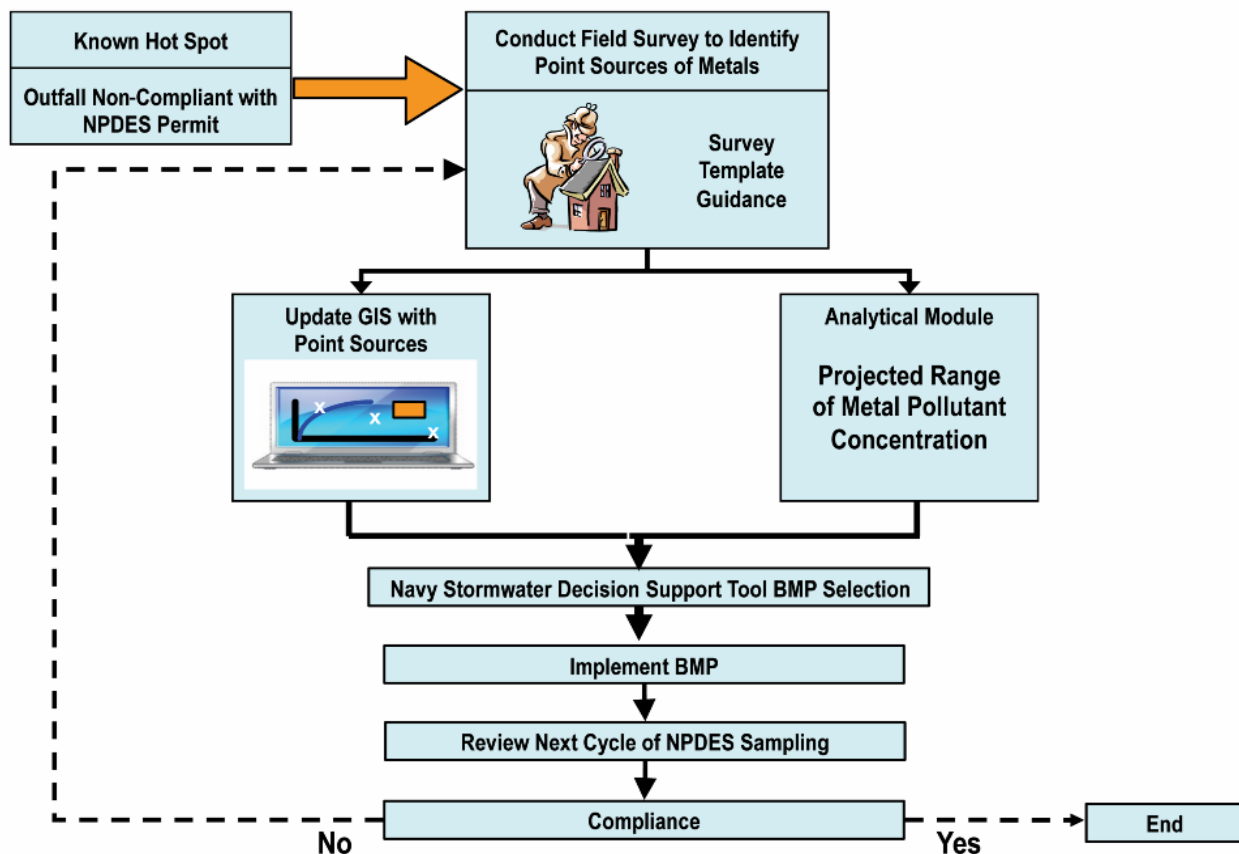 Known Hot Spot
Outfall Non-Compliant with
NPDES Permit
Conduct Field Survey to Identify
Point Sources of Metals
Survey
Template
Guidance
Update GIS with
Point Sources
X
X
X
Analytical Module
Projected Range
of Metal Pollutant
Concentration
Navy Stormwater Decision Support Tool BMP Selection
Implement BMP
Review Next Cycle of NPDES Sampling
Compliance
No
Yes
End